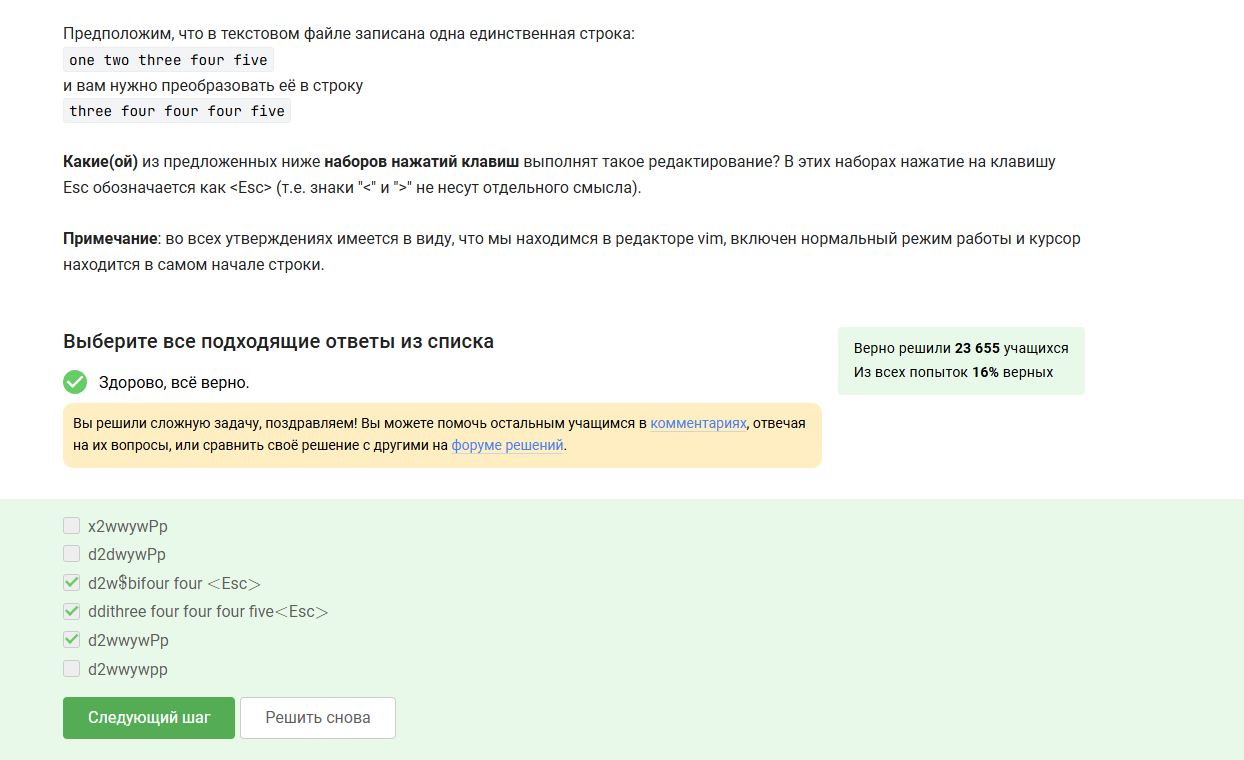 Предположим, что в текстовом файле записана одна единственная строка:
one two three four five
и вам нужно преобразовать её в строку
three four four four five
Какие(ой) из предложенных ниже наборов нажатий клавиш выполнят такое редактирование? В этих наборах нажатие на клавишу
Esc обозначается как <Esc> (т.е. знаки "<" и ">" не несут отдельного смысла).
Примечание: во всех утверждениях имеется в виду, что мы находимся в редакторе vim, включен нормальный режим работы и курсор
находится в самом начале строки.
Выберите все подходящие ответы из списка
Верно решили 23 655 учащихся
Из всех попыток 16% верных
Здорово, всё верно.
Вы решили сложную задачу, поздравляем! Вы можете помочь остальным учащимся в комментариях, отвечая
на их вопросы, или сравнить своё решение с другими на форуме решений.
x2wwywPp
d2dwywPp
d2w$bifour four <Esc>
ddithree four four four five<Esc>
d2wwywPp
d2wwywpp
Следующий шаг
Решить снова